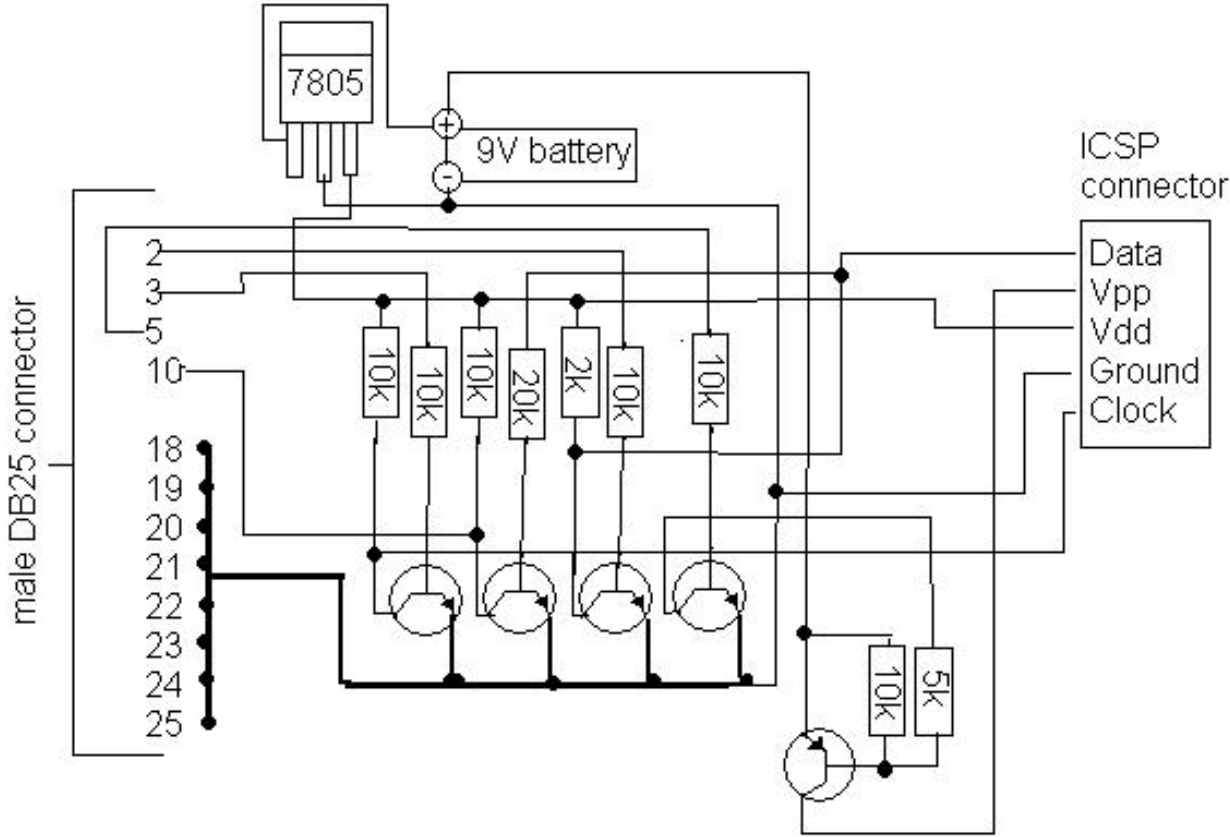 7805
+
9V battery
-
ICSP
connector
male DB25 connector
2
3
5
10
18
19
20
21
22
23
24
25
Data
Vpp
Vdd
Ground
Clock
10k
10k
10k
20k
2k
10k
10k
10k
5k